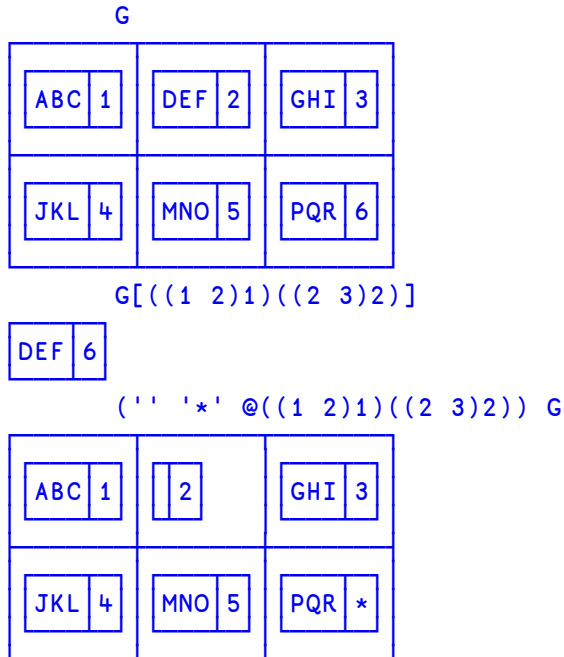 G
ABC 1 DEF 2 GHI 3
JKL 4 MNO 5 PQR 6
G[((1 2)1)((2 3)2)]
DEF 6
('' '*' @((1 2)1)((2 3)2)) G
ABC 1 2 GHI 3
JKL 4 MNO 5 PQR *